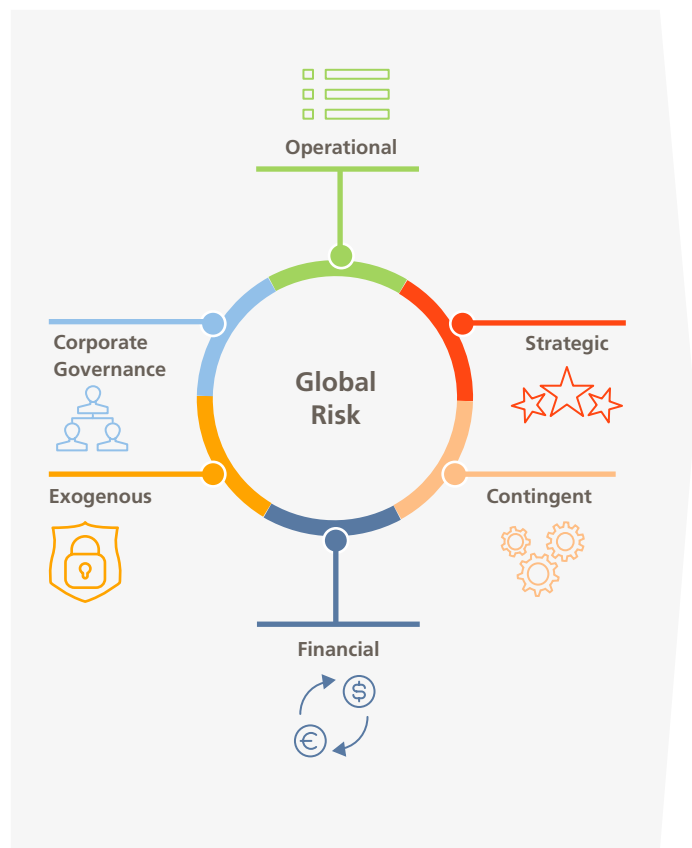 Operational
Corporate
Governance
Strategic
Global
Risk
Exogenous
Contingent
Financial
$
€